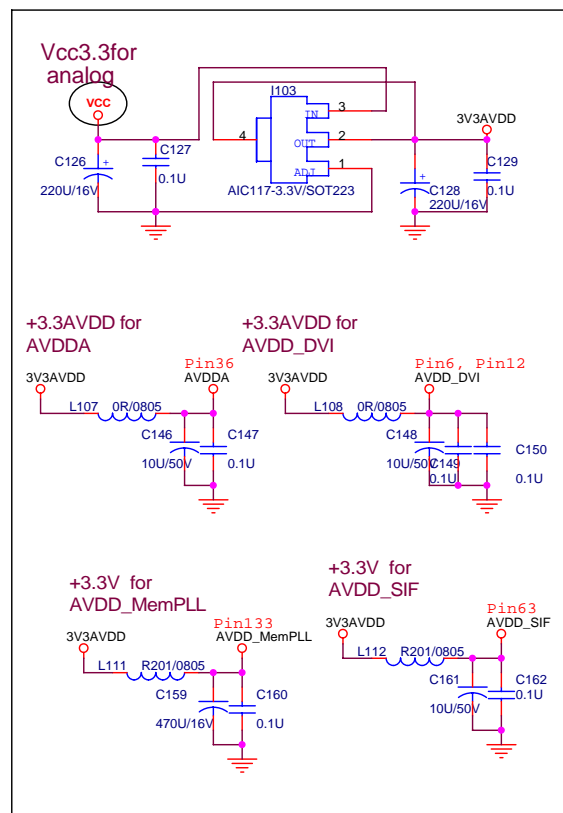 Vcc3.3for
analog
VCC
I103
IN
3
OUT
2
ADJ
1
4
3V3AVDD
C126
+
220U/16V
C127
0.1U
AIC117-3.3V/SOT223
C128
+
220U/16V
C129
0.1U
+3.3AVDD for
AVDDA
Pin36
3V3AVDD
AVDDA
L107
0R/0805
C146
10U/50V
C147
0.1U
+3.3AVDD for
AVDD_DVI
Pin6, Pin12
3V3AVDD
AVDD_DVI
L108
0R/0805
C148
10U/50V
C149
0.1U
C150
0.1U
+3.3V for
AVDD_MemPLL
Pin133
3V3AVDD
AVDD_MemPLL
L111
R201/0805
C159
470U/16V
C160
0.1U
+3.3V for
AVDD_SIF
Pin63
3V3AVDD
AVDD_SIF
L112
R201/0805
C161
10U/50V
C162
0.1U